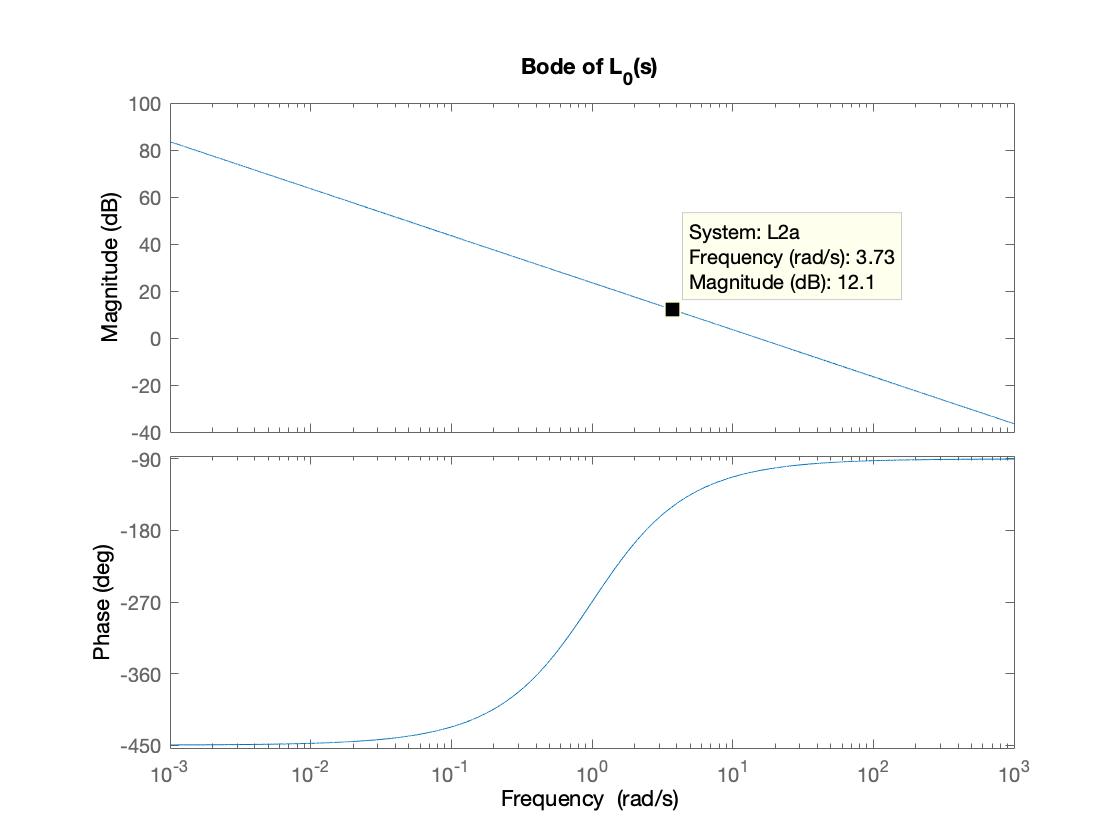 Bode of L0(s)
100
80
60
40
20
0
-20
-40
Magnitude (dB)
System: L2a
Frequency (rad/s): 3.73
Magnitude (dB): 12.1
-90
-180
-270
-360
-450
Phase (deg)
10-3
10-2
10-1
100
101
102
103
Frequency (rad/s)